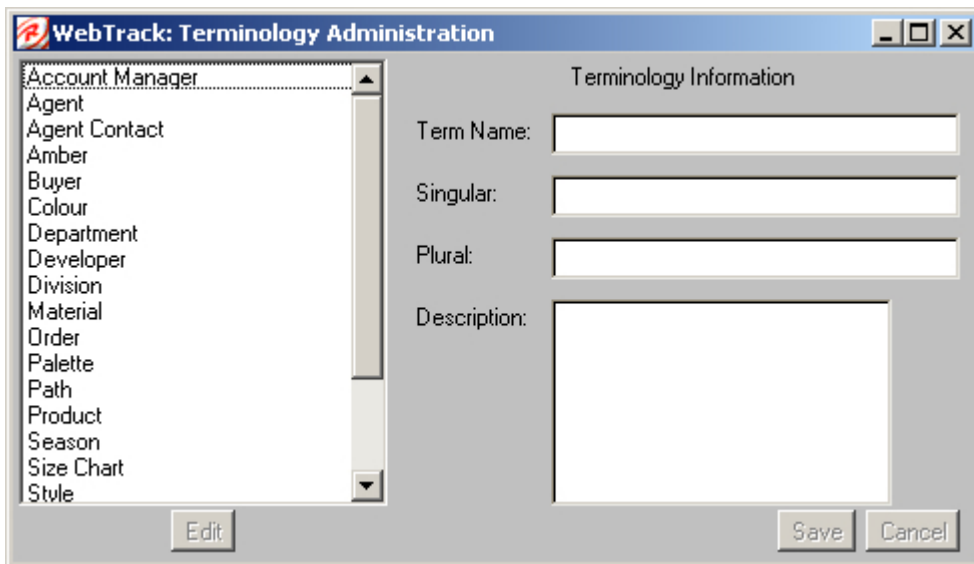 WebTrack: Terminology Administration
Account Manager
Agent
Agent Contact
Amber
Buyer
Colour
Department
Developer
Division
Material
Order
Palette
Path
Product
Season
Size Chart
Style
Edit
Terminology Information
Term Name:
Singular:
Plural:
Description:
Save Cancel